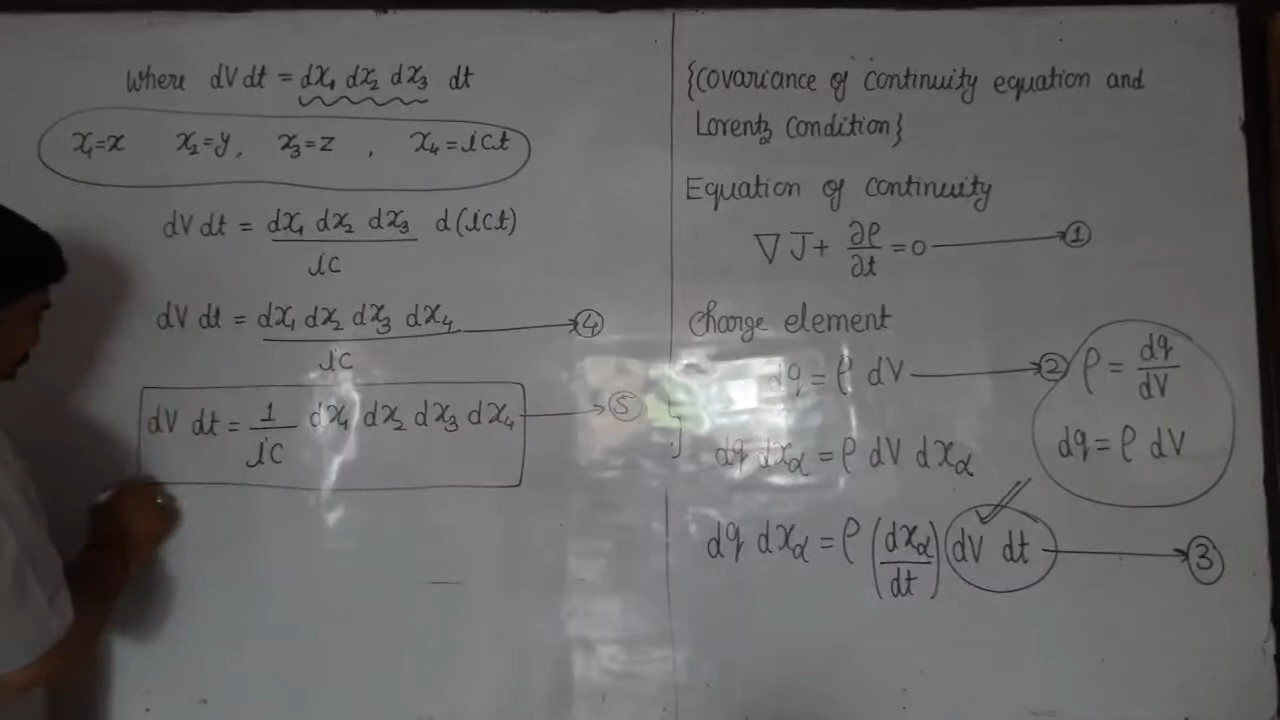 Where dV dt = dx₁ dx₂ dx₃ dt
x₁=x x₂=y, x₃=z , x₄=ict
dV dt = dx₁ dx₂ dx₃ d(ict)
ic
dV dt = dx₁ dx₂ dx₃ dx₄ ④
ic
dV dt = 1/ic dx₁ dx₂ dx₃ dx₄ ⑤
{Covariance of continuity equation and
Lorentz condition}
Equation of continuity
∇ J + ∂ρ/∂t = 0 ①
Charge element
dq = ρ dV ②
ρ = dq/dV
dq = ρ dV
dq dxα = ρ dV dxα
dq dxα = ρ (dxα/dt) dV dt ③